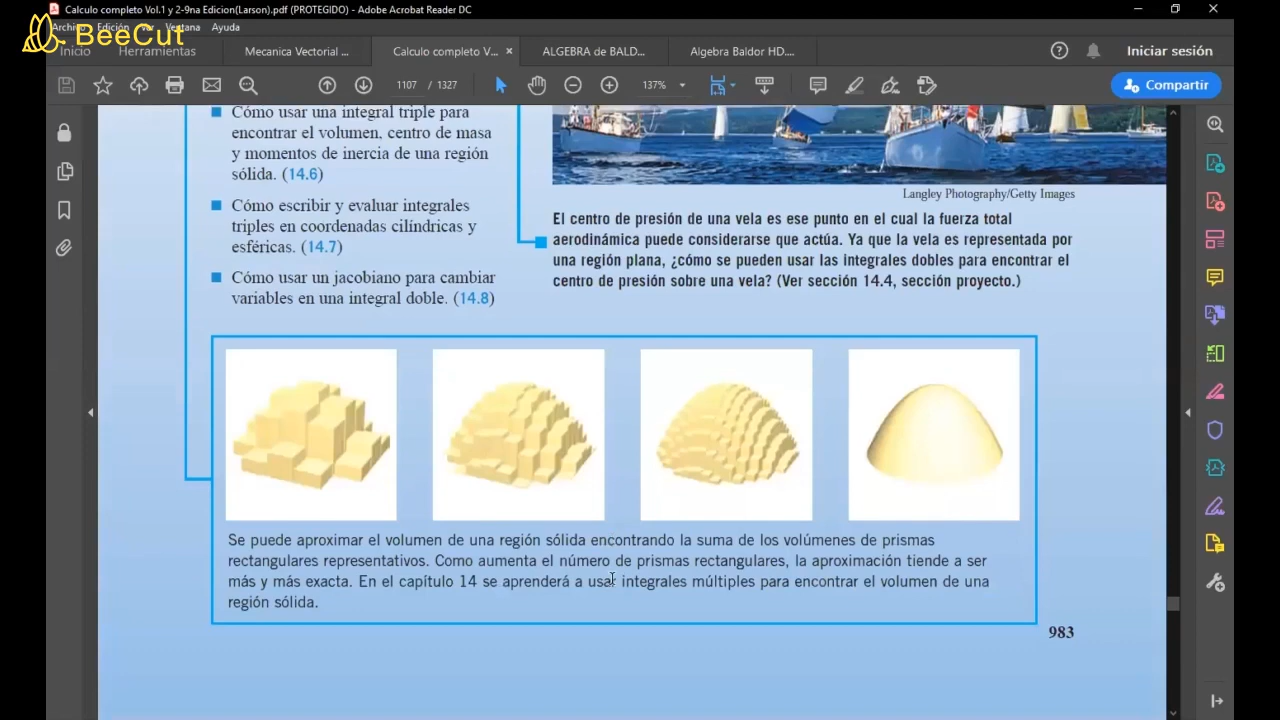 Calculo completo Vol.1 y 2-9na Edicion(Larson).pdf (PROTEGIDO) - Adobe Acrobat Reader DC
Archivo Edición Ver Ventana Ayuda
BeeCut
Inicio Herramientas Mecanica Vectorial ... Calculo completo V... × ALGEBRA de BALD... Algebra Baldor HD.... Iniciar sesión
1107 / 1327 137% Compartir
Cómo usar una integral triple para
encontrar el volumen, centro de masa
y momentos de inercia de una región
sólida. (14.6)
Cómo escribir y evaluar integrales
triples en coordenadas cilíndricas y
esféricas. (14.7)
Cómo usar un jacobiano para cambiar
variables en una integral doble. (14.8)
Langley Photography/Getty Images
El centro de presión de una vela es ese punto en el cual la fuerza total
aerodinámica puede considerarse que actúa. Ya que la vela es representada por
una región plana, ¿cómo se pueden usar las integrales dobles para encontrar el
centro de presión sobre una vela? (Ver sección 14.4, sección proyecto.)
Se puede aproximar el volumen de una región sólida encontrando la suma de los volúmenes de prismas
rectangulares representativos. Como aumenta el número de prismas rectangulares, la aproximación tiende a ser
más y más exacta. En el capítulo 14 se aprenderá a usar integrales múltiples para encontrar el volumen de una
región sólida.
983